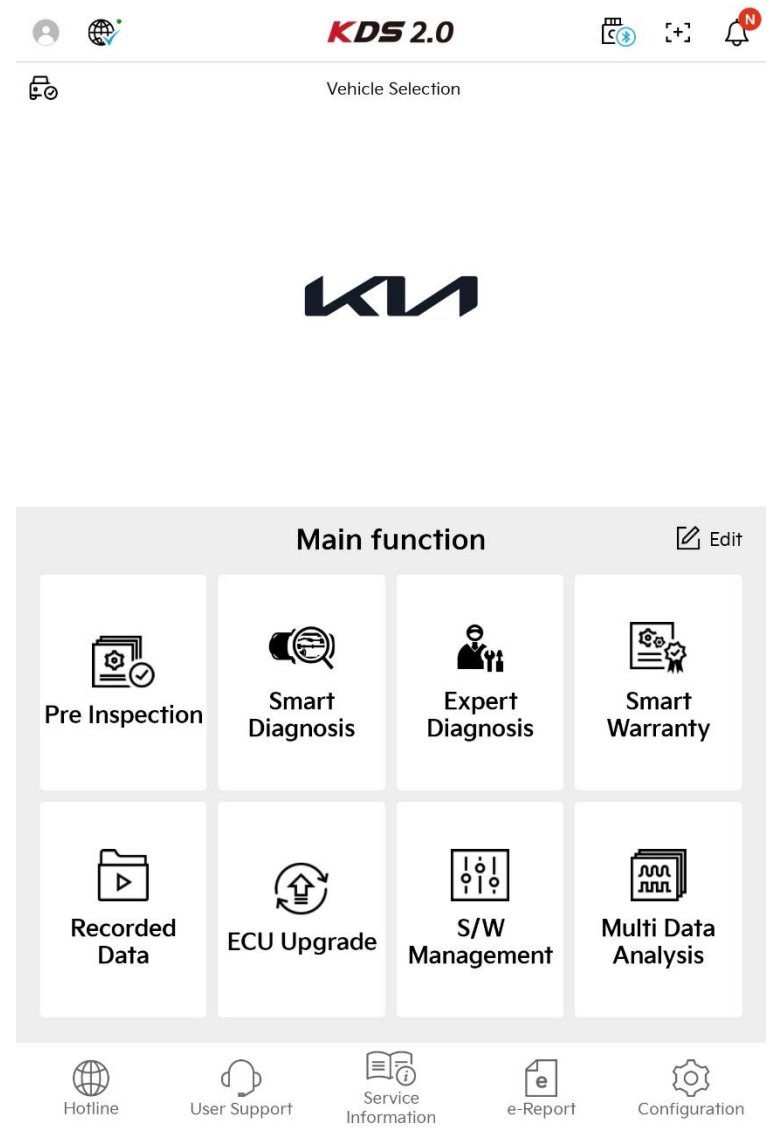 KDS 2.0
N
Vehicle Selection
KIA
Main function
Edit
Pre Inspection
Smart
Diagnosis
Expert
Diagnosis
Smart
Warranty
Recorded
Data
ECU Upgrade
S/W
Management
Multi Data
Analysis
Hotline
User Support
Service
Information
e
e-Report
Configuration